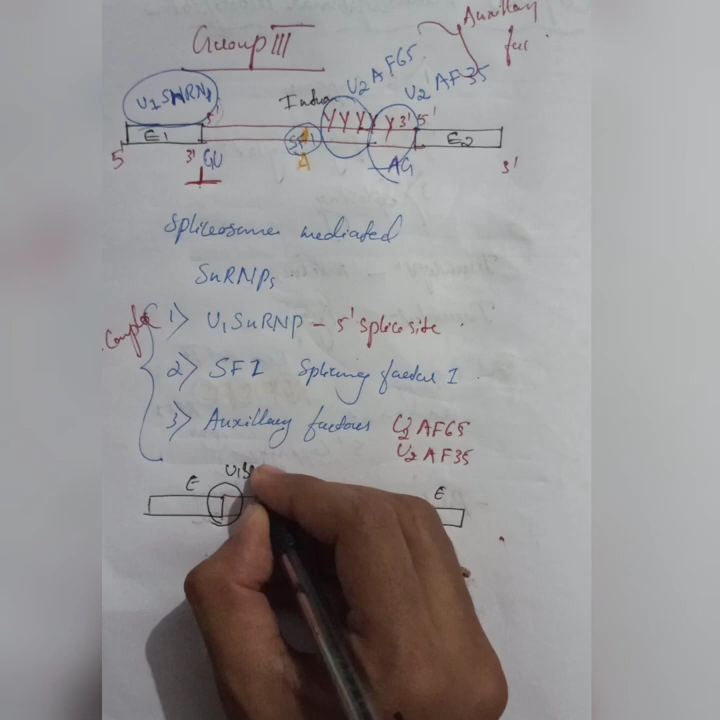 Group III
Auxillary
fac
U2 AF65
U2 AF35
U1 SnRNP
Intron
5' YYYY Y 3' 5'
E1 SF1 A E2
5' 3' GU A AG 3'
Spliceosome mediated
SnRNPs
Complex
1> U1 SnRNP - 5' splice site
2> SF1 Splicing factor 1
3> Auxillary factors U2 AF65
U2 AF35
U1S
E E